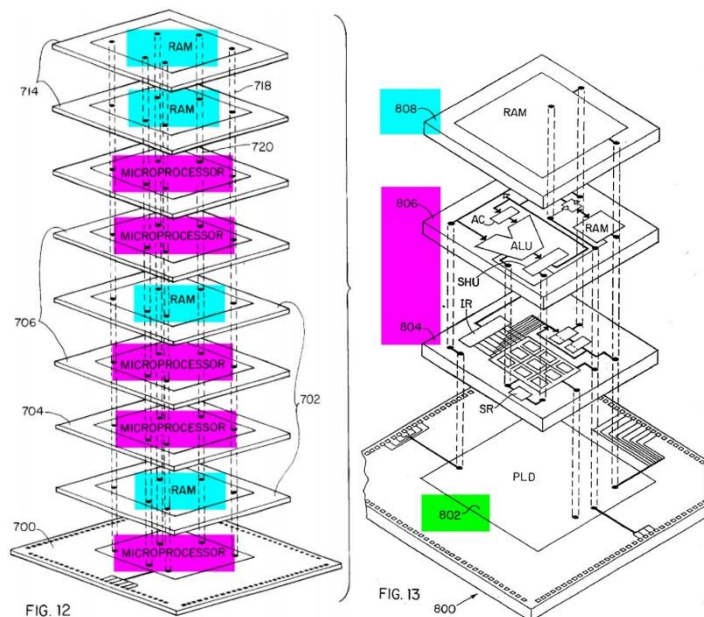 RAM
714
718
RAM
720
MICROPROCESSOR
MICROPROCESSOR
RAM
706
MICROPROCESSOR
702
704
MICROPROCESSOR
RAM
700
MICROPROCESSOR
FIG. 12
808
RAM
806
AC
RAM
ALU
SHU
IR
804
SR
PLD
802
FIG. 13
800